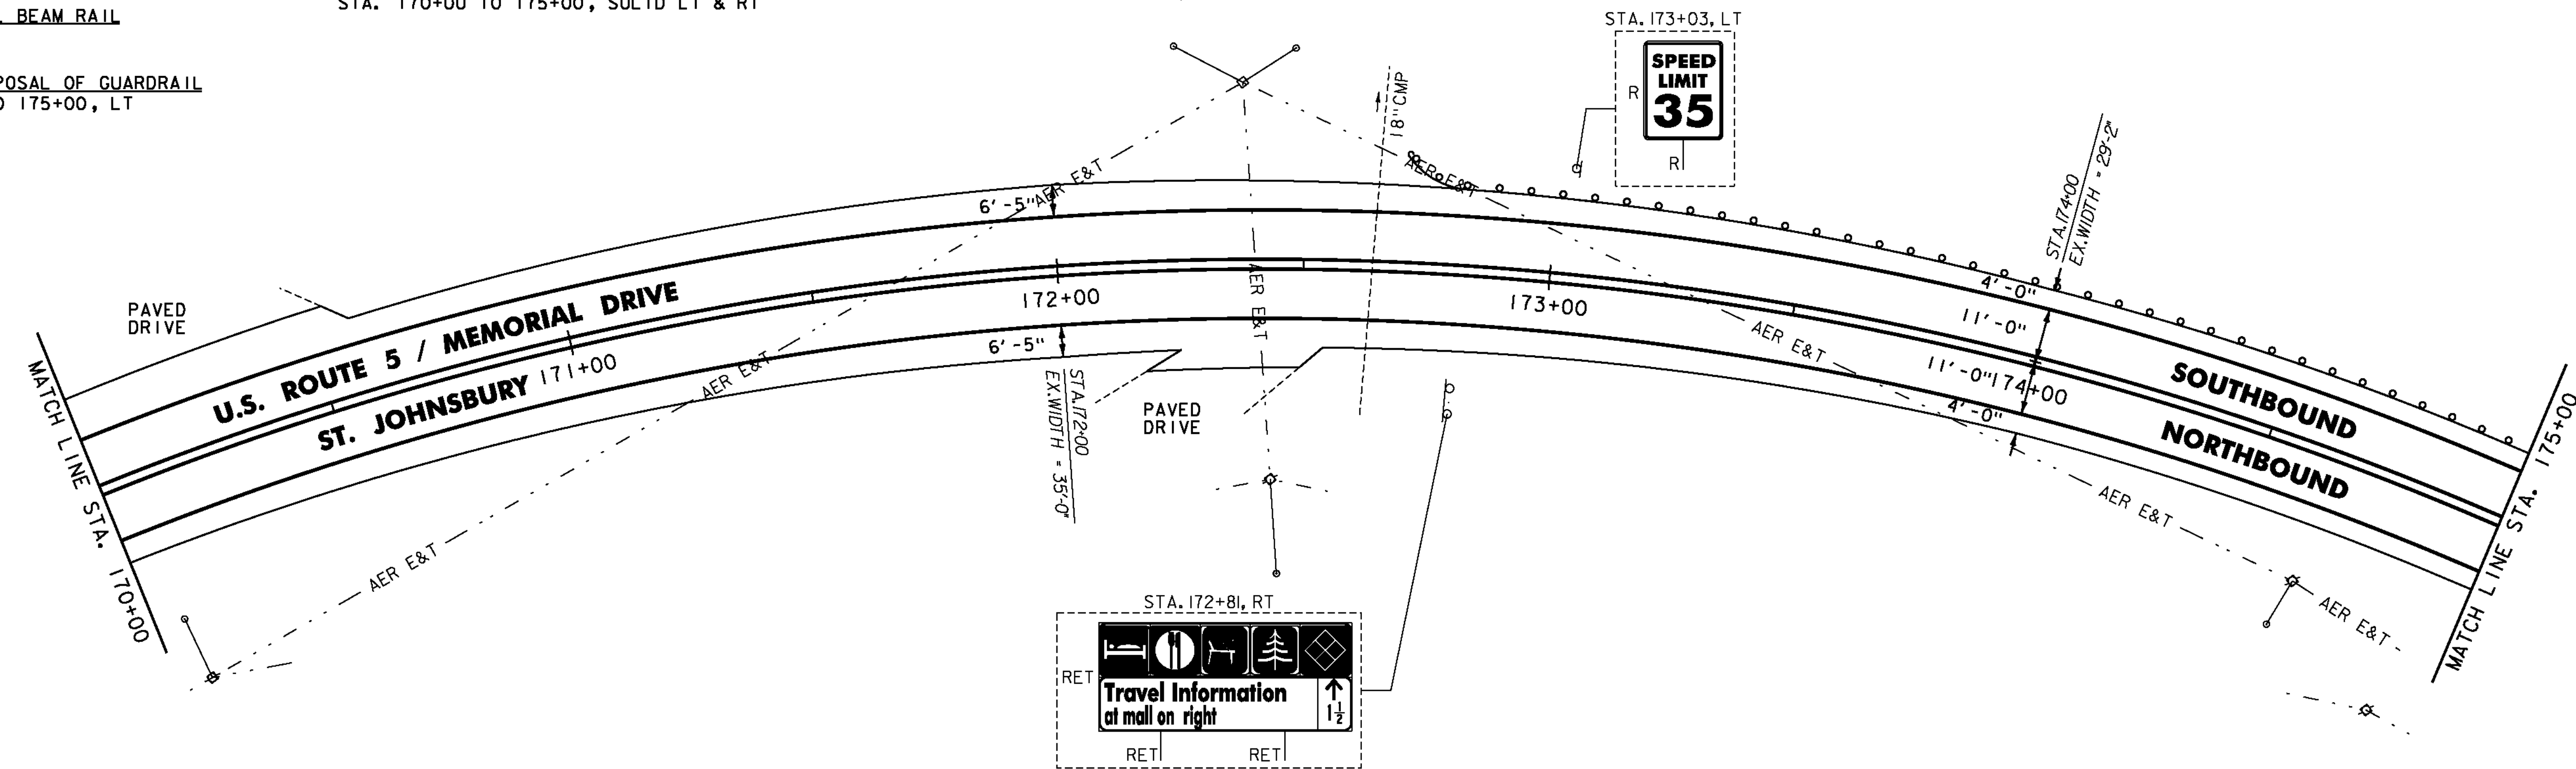 BEAM RAIL
STA. 170+00 TO 175+00, SOLID LT & RT
POSAL OF GUARDRAIL
175+00, LT
STA. 173+03, LT
SPEED
LIMIT
35
R
R
18" CMP
AER E&T
AER E&T
6'-5"
STA. 174+00
EX. WIDTH = 29'-2"
PAVED
DRIVE
U.S. ROUTE 5 / MEMORIAL DRIVE
ST. JOHNSBURY
171+00
172+00
173+00
174+00
AER E&T
AER E&T
AER E&T
4'-0"
11'-0"
11'-0"
4'-0"
6'-5"
STA. 172+00
EX. WIDTH = 35'-0"
PAVED
DRIVE
SOUTHBOUND
NORTHBOUND
MATCH LINE STA. 170+00
MATCH LINE STA. 175+00
AER E&T
AER E&T
AER E&T
STA. 172+81, RT
RET
Travel Information
at mall on right
1 1/2
RET
RET